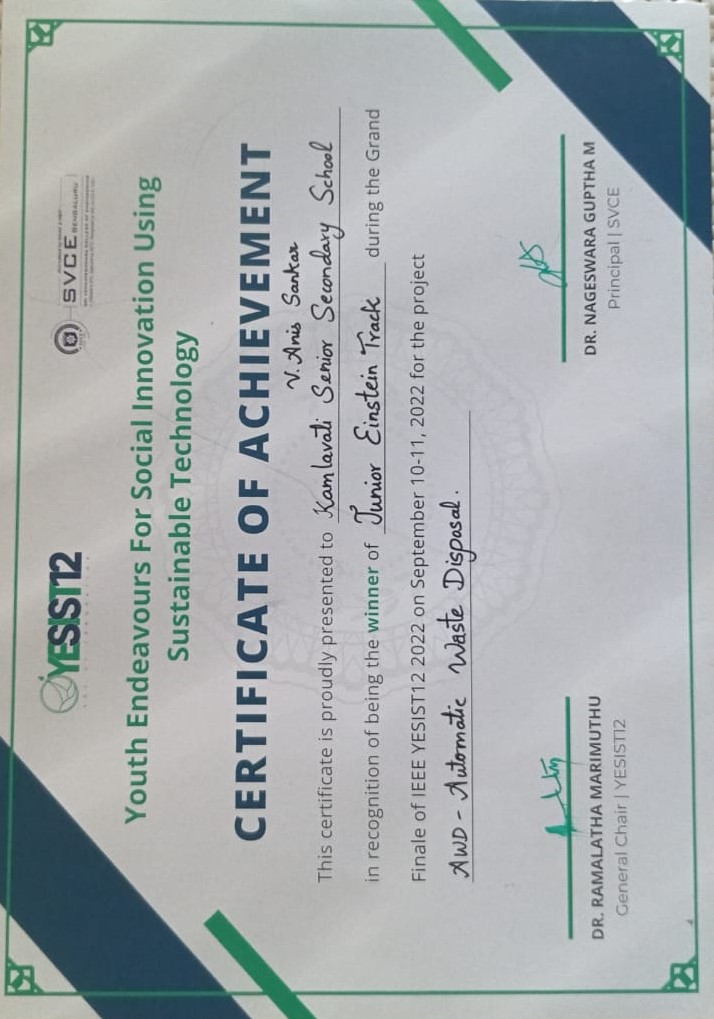 YESIST12
SVCE BENGALURU
Youth Endeavours For Social Innovation Using
Sustainable Technology
CERTIFICATE OF ACHIEVEMENT
V. Anis Sankar
This certificate is proudly presented to Kamlavati Senior Secondary School
in recognition of being the winner of Junior Einstein Track during the Grand
Finale of IEEE YESIST12 2022 on September 10-11, 2022 for the project
AWD - Automatic Waste Disposal.
DR. RAMALATHA MARIMUTHU
General Chair | YESIST12
DR. NAGESWARA GUPTHA M
Principal | SVCE